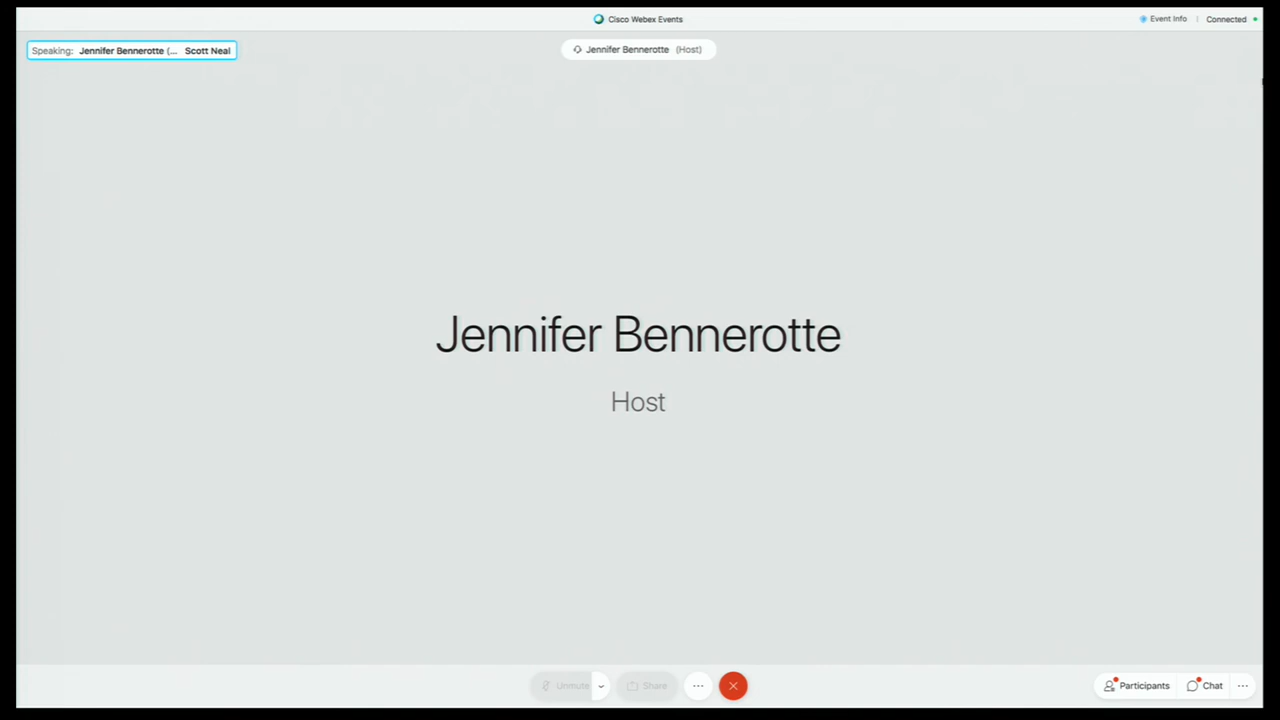 Cisco Webex Events
Event Info
Connected
Speaking: Jennifer Bennerotte (... Scott Neal
Jennifer Bennerotte (Host)
Jennifer Bennerotte
Host
Unmute
Share
Participants
Chat